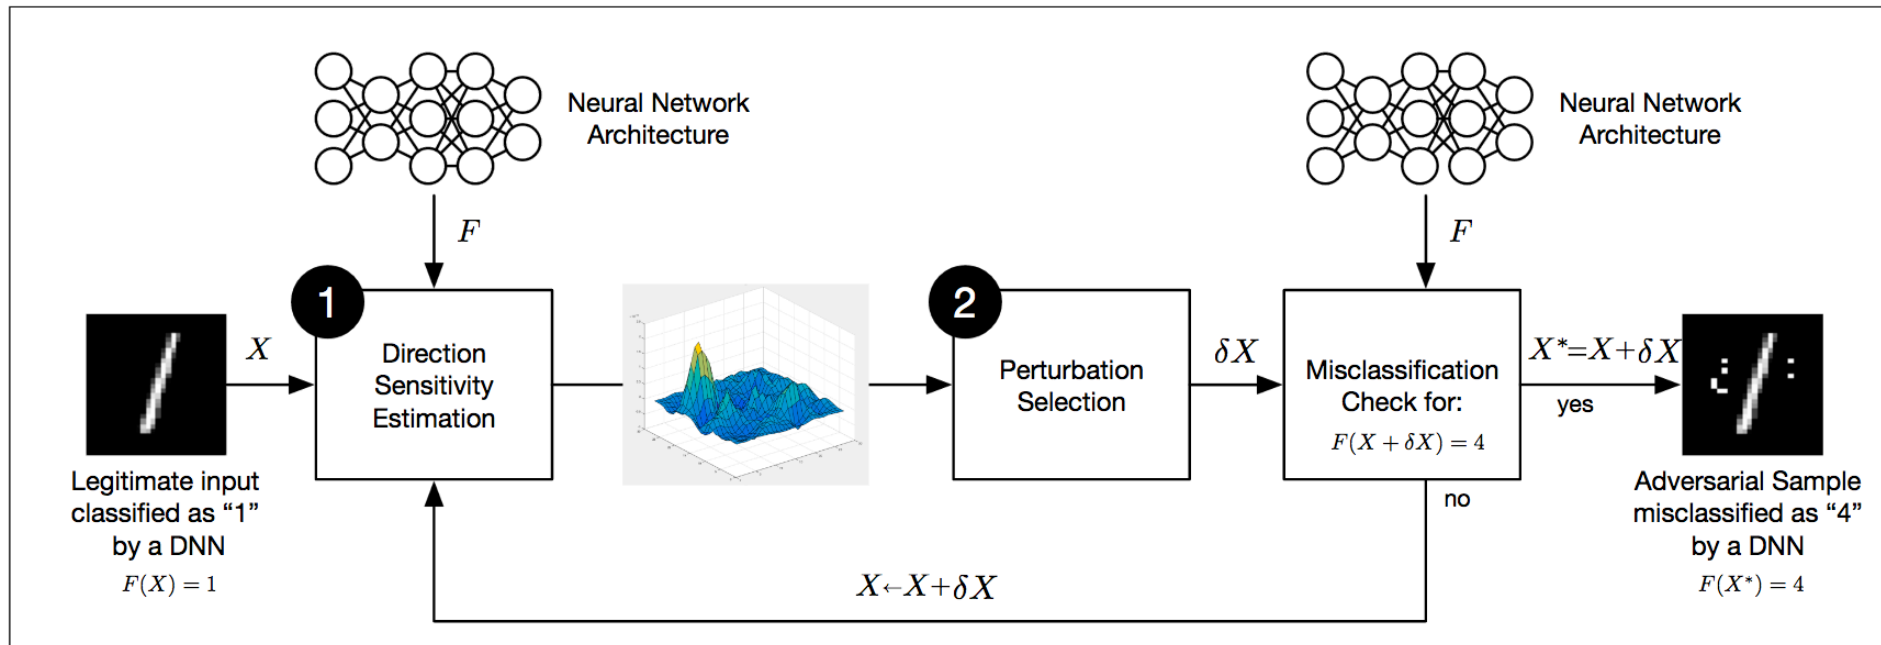 Neural Network
Architecture
Neural Network
Architecture
F
F
1
2
X
Direction
Sensitivity
Estimation
Perturbation
Selection
δX
Misclassification
Check for:
F(X + δX) = 4
X*=X+δX
yes
no
Legitimate input
classified as “1”
by a DNN
F(X) = 1
Adversarial Sample
misclassified as “4”
by a DNN
F(X*) = 4
X←X+δX